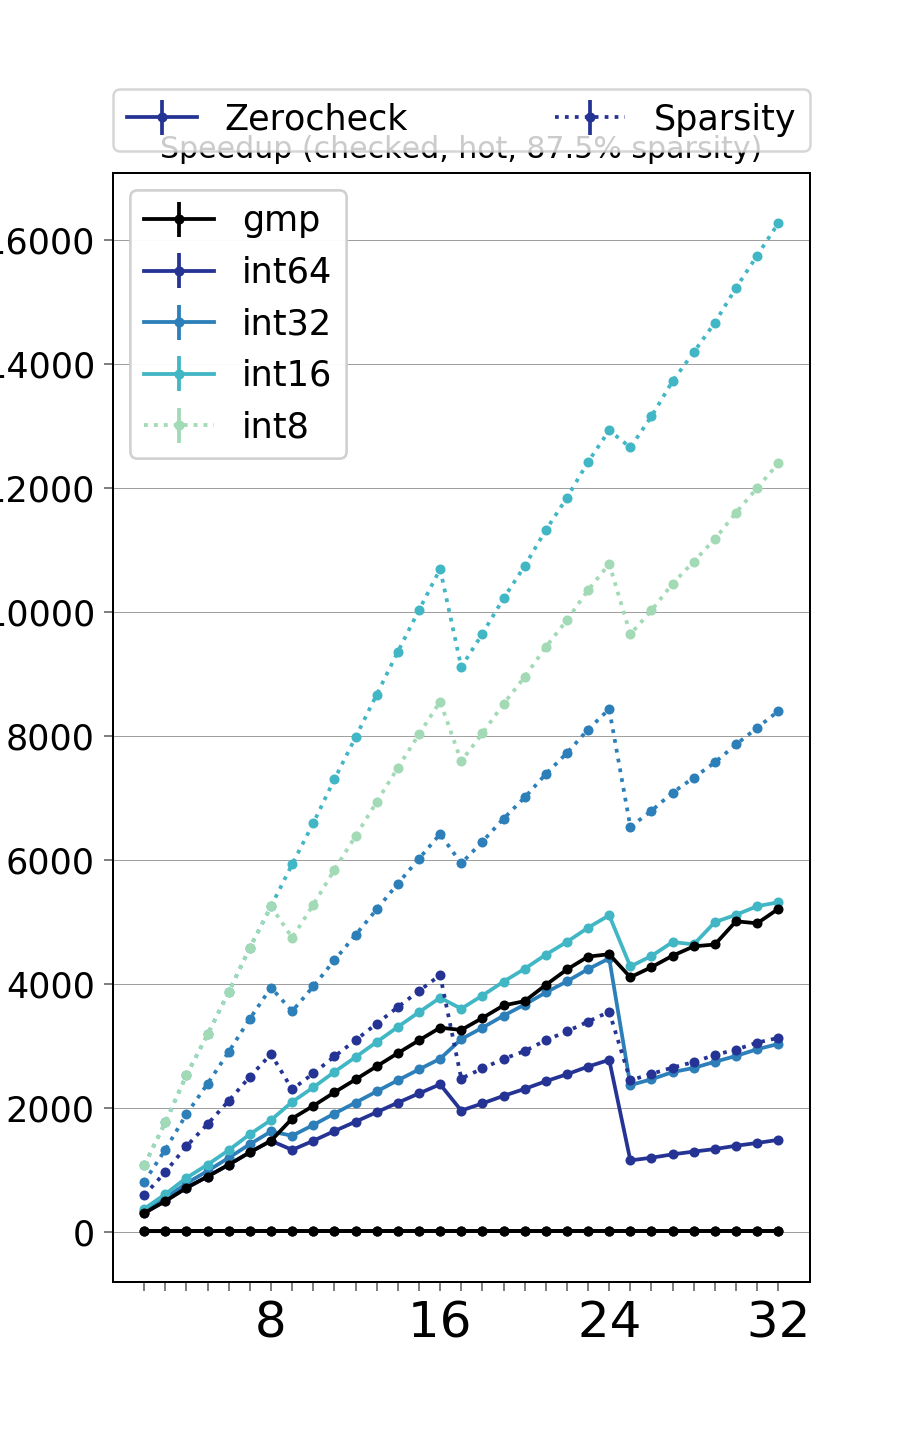 Zerocheck Sparsity
Speedup (checked, hot, 87.5% sparsity)
gmp
int64
int32
int16
int8
6000
4000
2000
0000
8000
6000
4000
2000
0
8 16 24 32